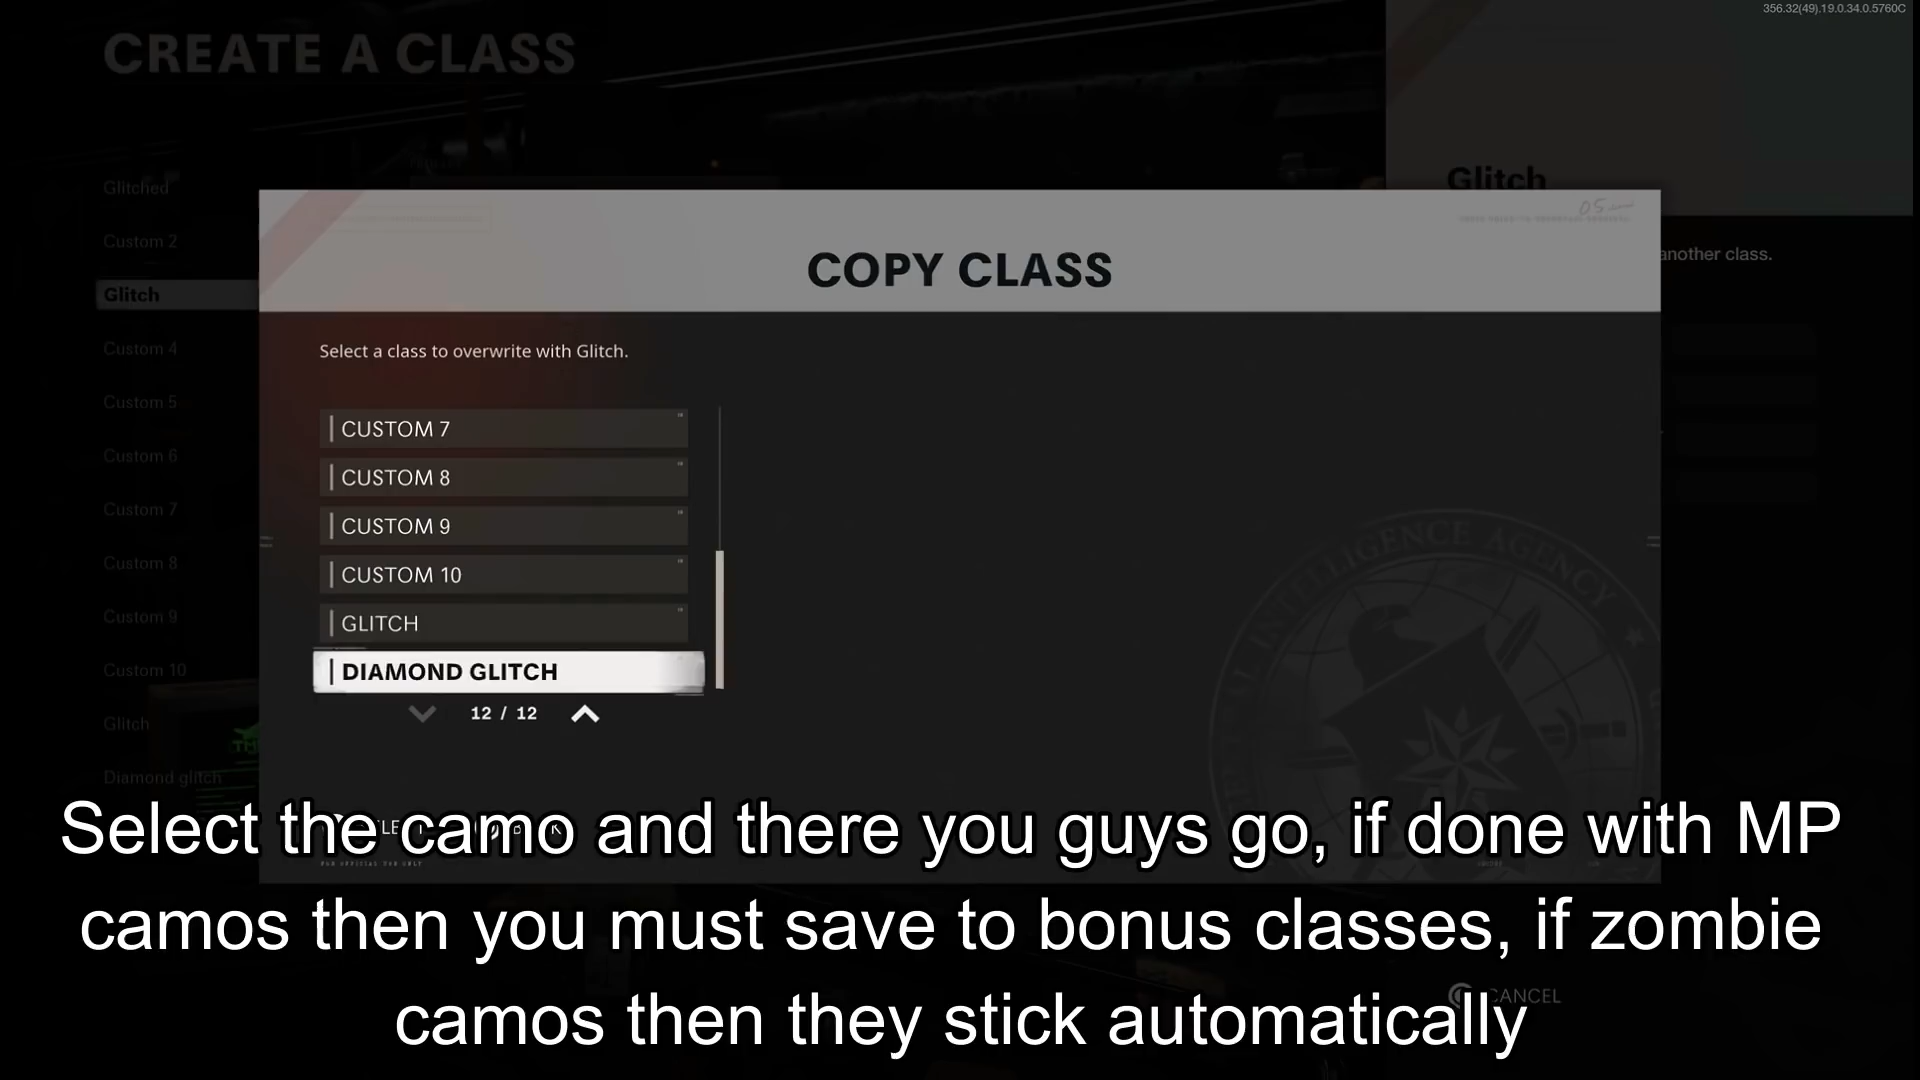 356.32(49).19.0.34.0.5760C
CREATE A CLASS
Glitch
Glitched
Custom 2
Glitch
Custom 4
Custom 5
Custom 6
Custom 7
Custom 8
Custom 9
Custom 10
Glitch
Diamond glitch
another class.
COPY CLASS
Select a class to overwrite with Glitch.
CUSTOM 7
CUSTOM 8
CUSTOM 9
CUSTOM 10
GLITCH
DIAMOND GLITCH
12 / 12
INTELLIGENCE AGENCY
CANCEL
Select the camo and there you guys go, if done with MP
camos then you must save to bonus classes, if zombie
camos then they stick automatically